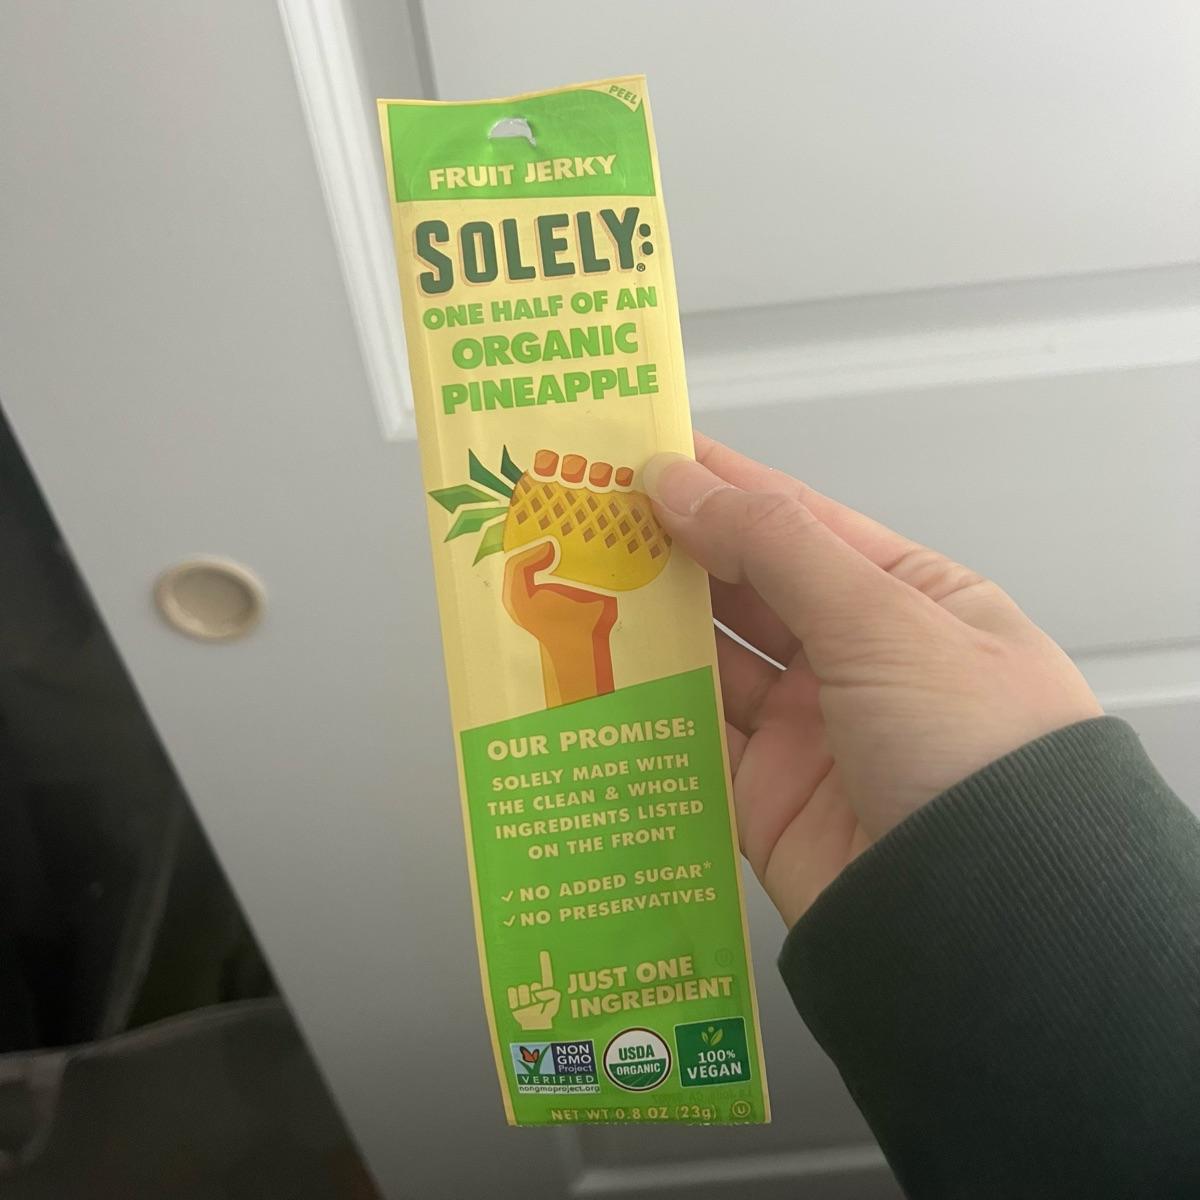 PEEL
FRUIT JERKY
SOLELY:®
ONE HALF OF AN
ORGANIC
PINEAPPLE
OUR PROMISE:
SOLELY MADE WITH
THE CLEAN & WHOLE
INGREDIENTS LISTED
ON THE FRONT
✓ NO ADDED SUGAR*
✓ NO PRESERVATIVES
JUST ONE
INGREDIENT
NON
GMO
Project
VERIFIED
nongmoproject.org
USDA
ORGANIC
100%
VEGAN
NET WT 0.8 OZ (23g) U